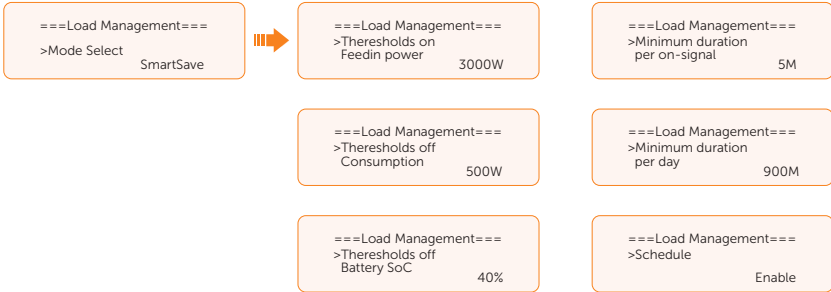 ===Load Management===
>Mode Select
SmartSave
===Load Management===
>Theresholds on
Feedin power
3000W
===Load Management===
>Minimum duration
per on-signal
5M
===Load Management===
>Theresholds off
Consumption
500W
===Load Management===
>Minimum duration
per day
900M
===Load Management===
>Theresholds off
Battery SoC
40%
===Load Management===
>Schedule
Enable